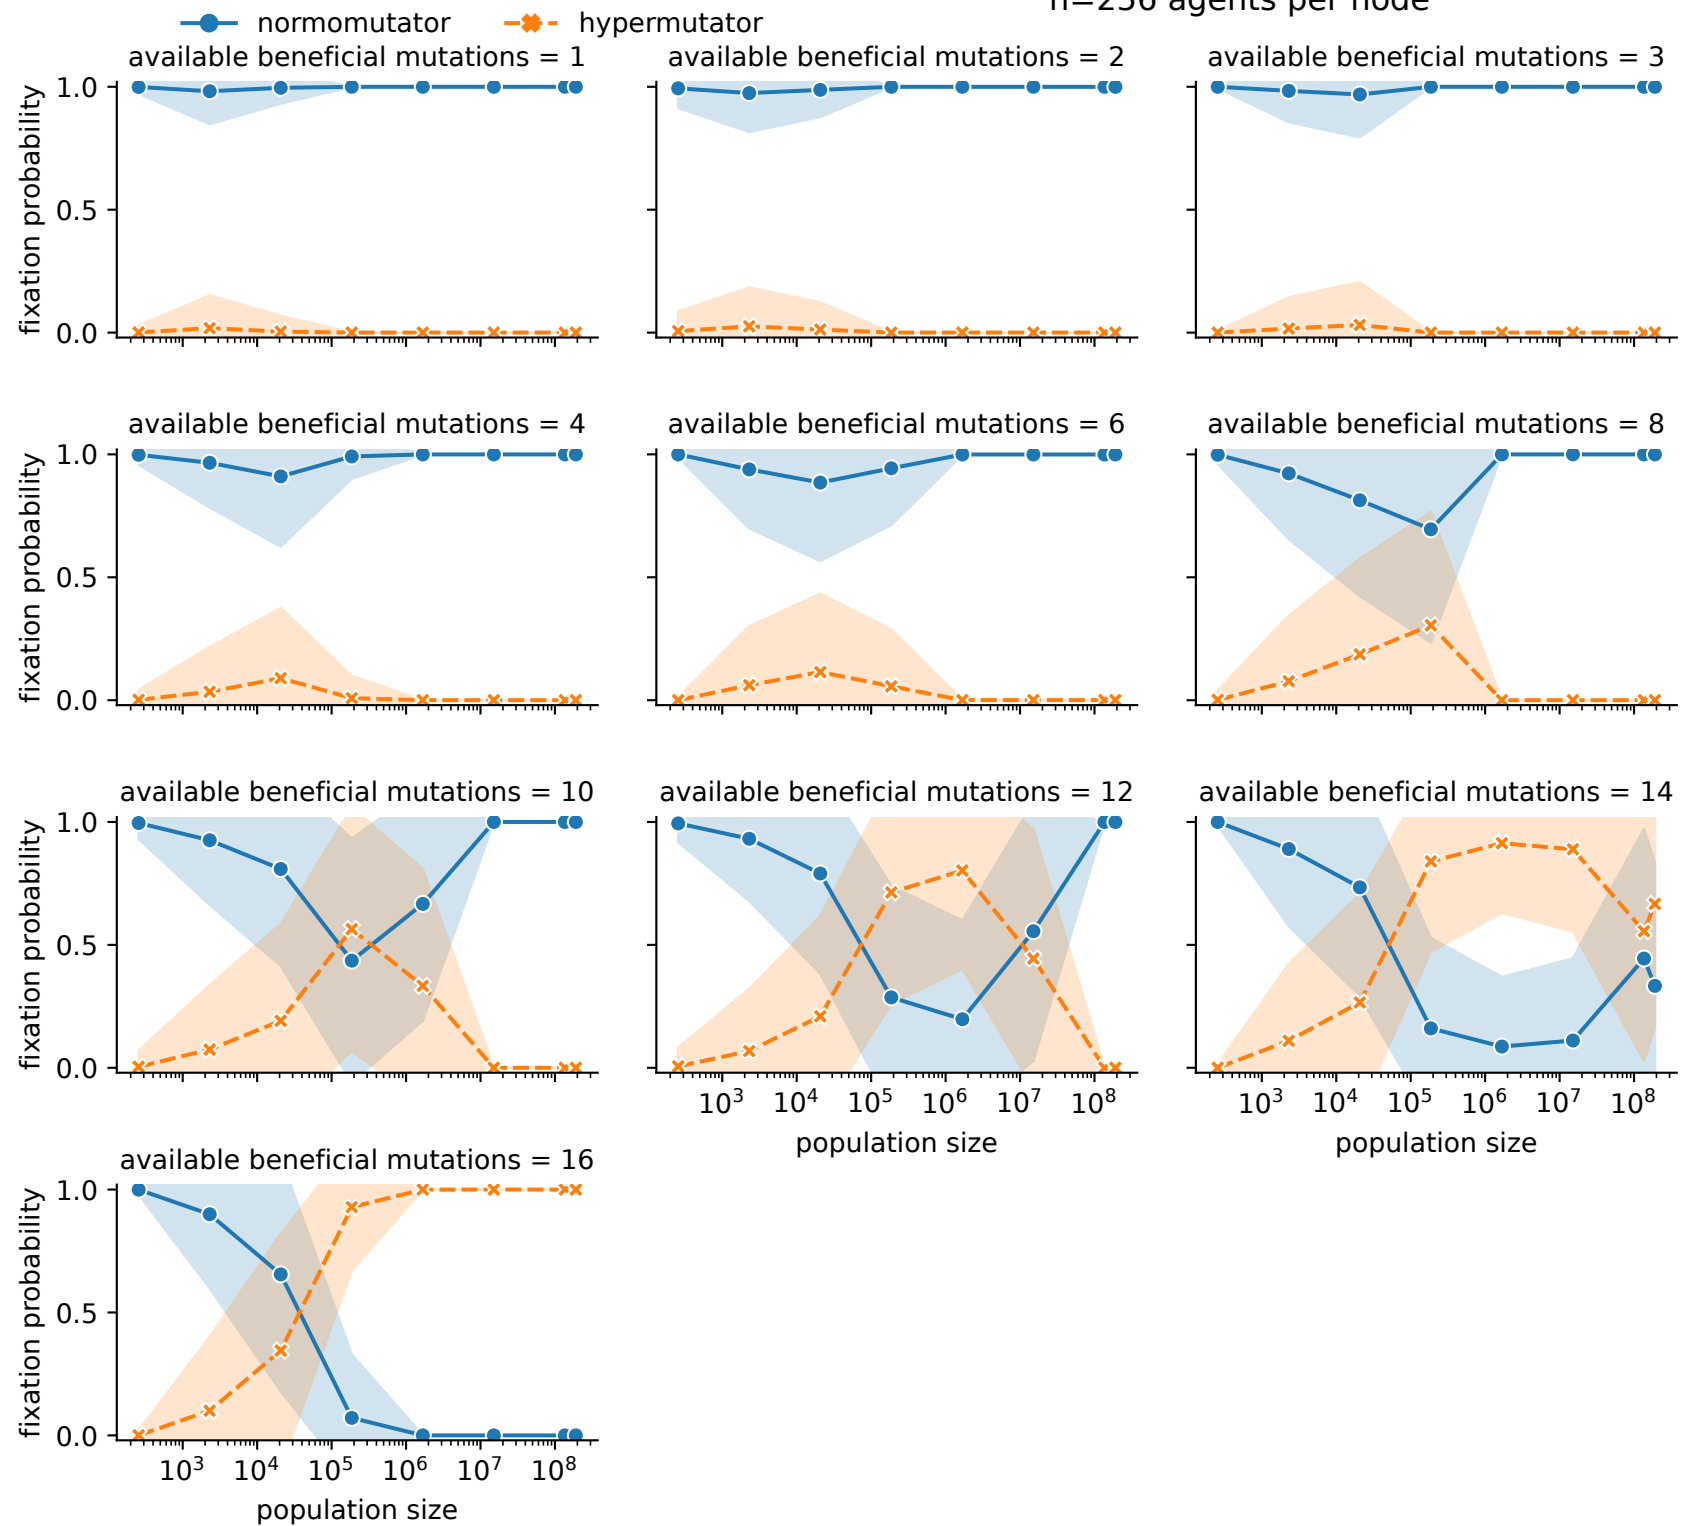 n=256 agents per node
normomutator hypermutator
available beneficial mutations = 1
available beneficial mutations = 2
available beneficial mutations = 3
fixation probability
1.0
0.5
0.0
available beneficial mutations = 4
available beneficial mutations = 6
available beneficial mutations = 8
fixation probability
1.0
0.5
0.0
available beneficial mutations = 10
available beneficial mutations = 12
available beneficial mutations = 14
fixation probability
1.0
0.5
0.0
10³ 10⁴ 10⁵ 10⁶ 10⁷ 10⁸
population size
10³ 10⁴ 10⁵ 10⁶ 10⁷ 10⁸
population size
available beneficial mutations = 16
fixation probability
1.0
0.5
0.0
10³ 10⁴ 10⁵ 10⁶ 10⁷ 10⁸
population size